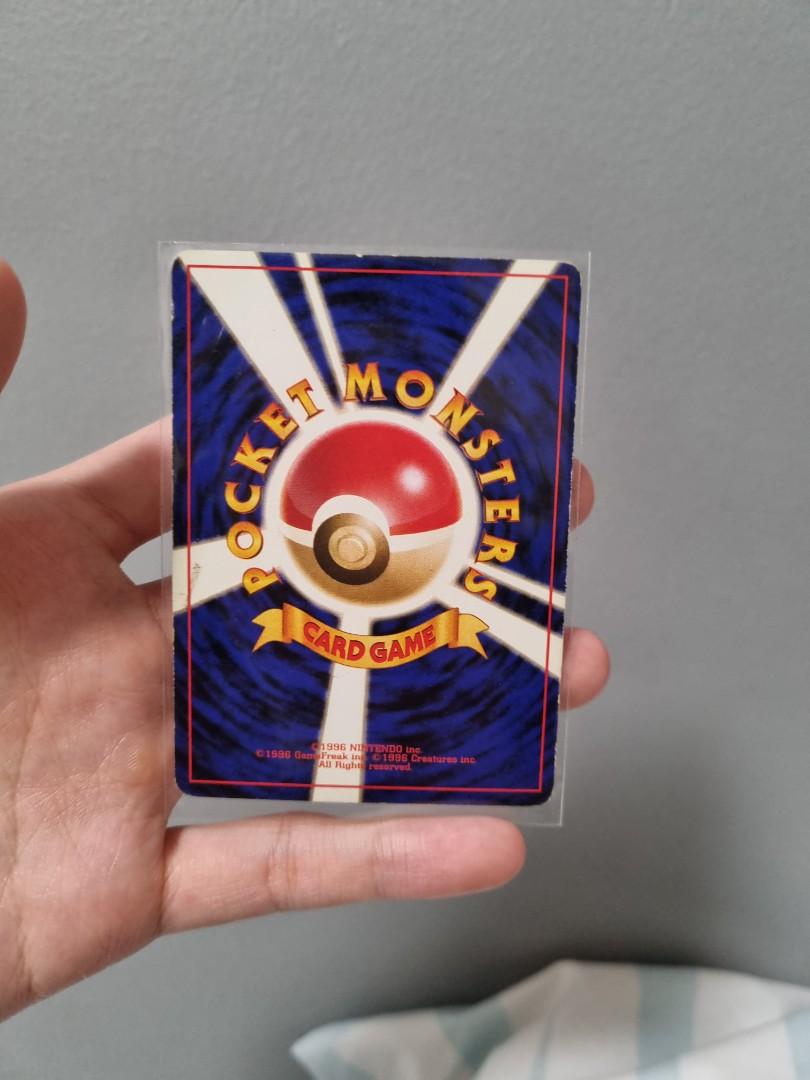 POCKET MONSTERS
CARD GAME
©1996 NINTENDO inc.
©1996 GameFreak inc. ©1996 Creatures inc.
All Rights reserved.